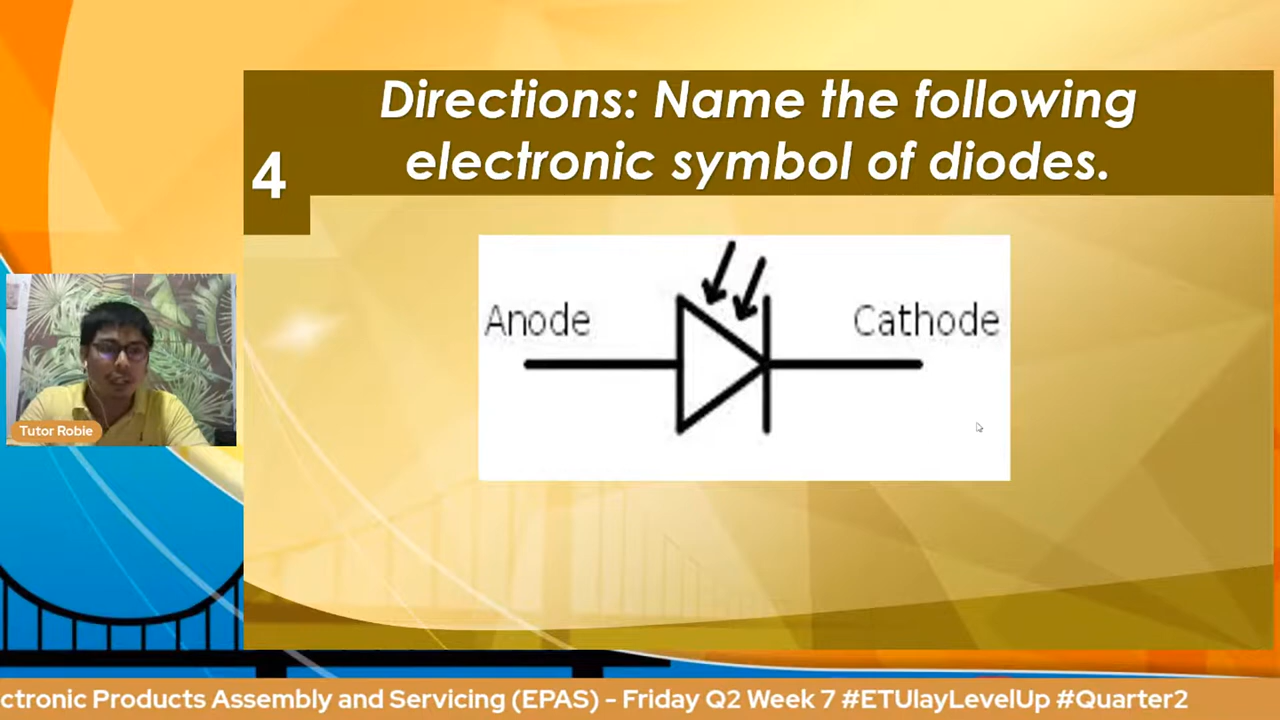 Directions: Name the following
electronic symbol of diodes.
4
Anode
Cathode
Tutor Robie
ctronic Products Assembly and Servicing (EPAS) - Friday Q2 Week 7 #ETUlayLevelUp #Quarter2